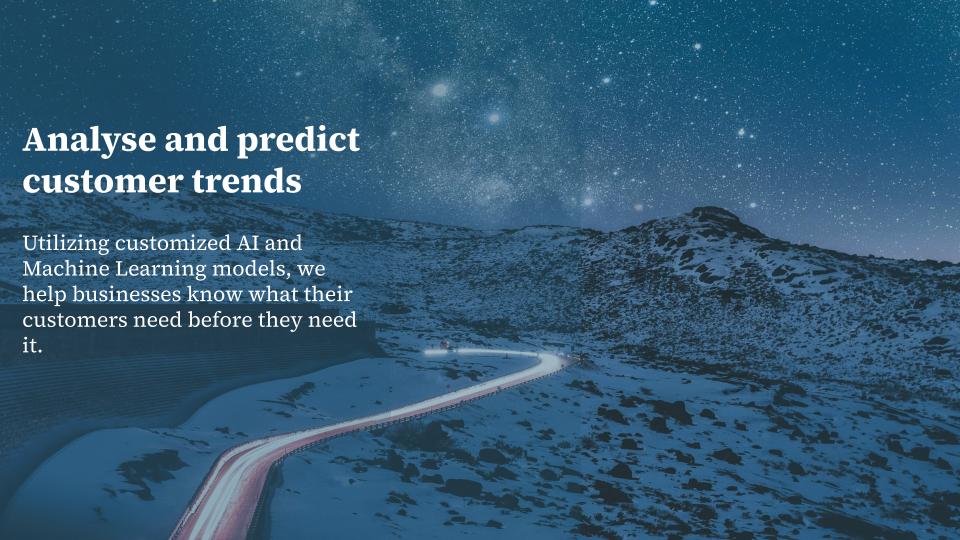 Analyse and predict
customer trends
Utilizing customized AI and
Machine Learning models, we
help businesses know what their
customers need before they need
it.